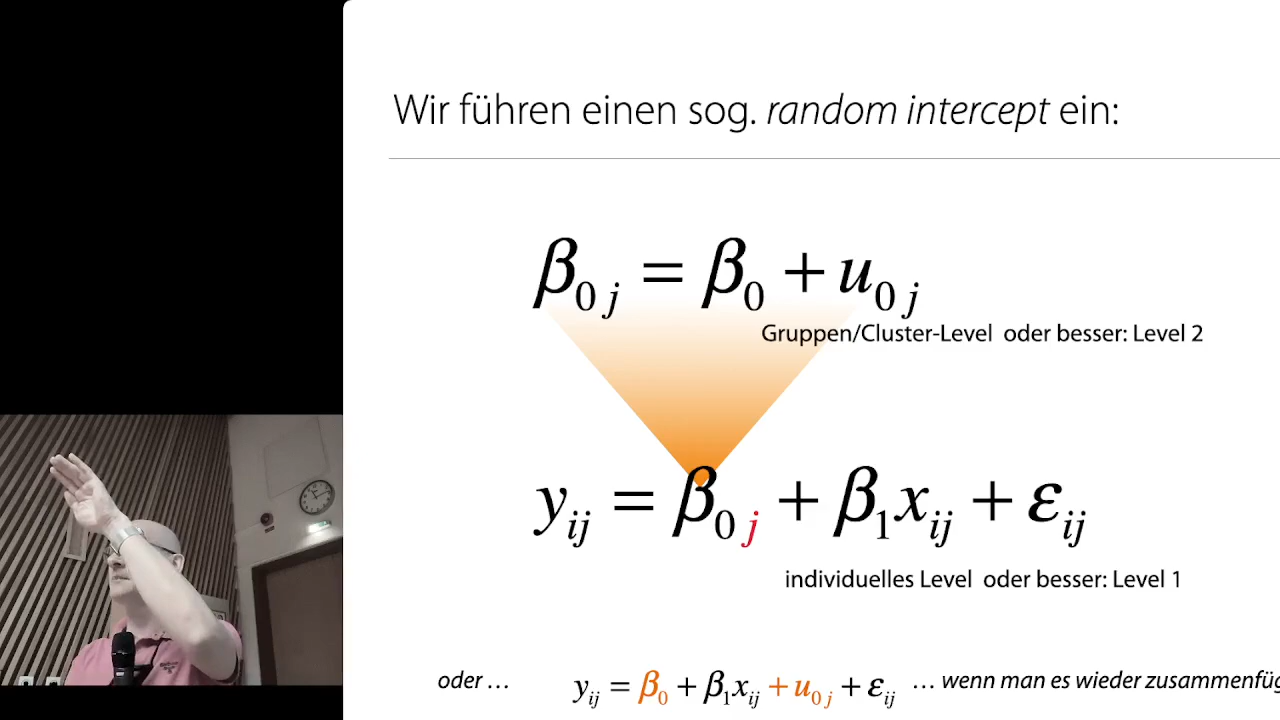 Wir führen einen sog. random intercept ein:
β₀ⱼ = β₀ + u₀ⱼ
Gruppen/Cluster-Level oder besser: Level 2
yᵢⱼ = β₀ⱼ + β₁xᵢⱼ + εᵢⱼ
individuelles Level oder besser: Level 1
oder … yᵢⱼ = β₀ + β₁xᵢⱼ + u₀ⱼ + εᵢⱼ … wenn man es wieder